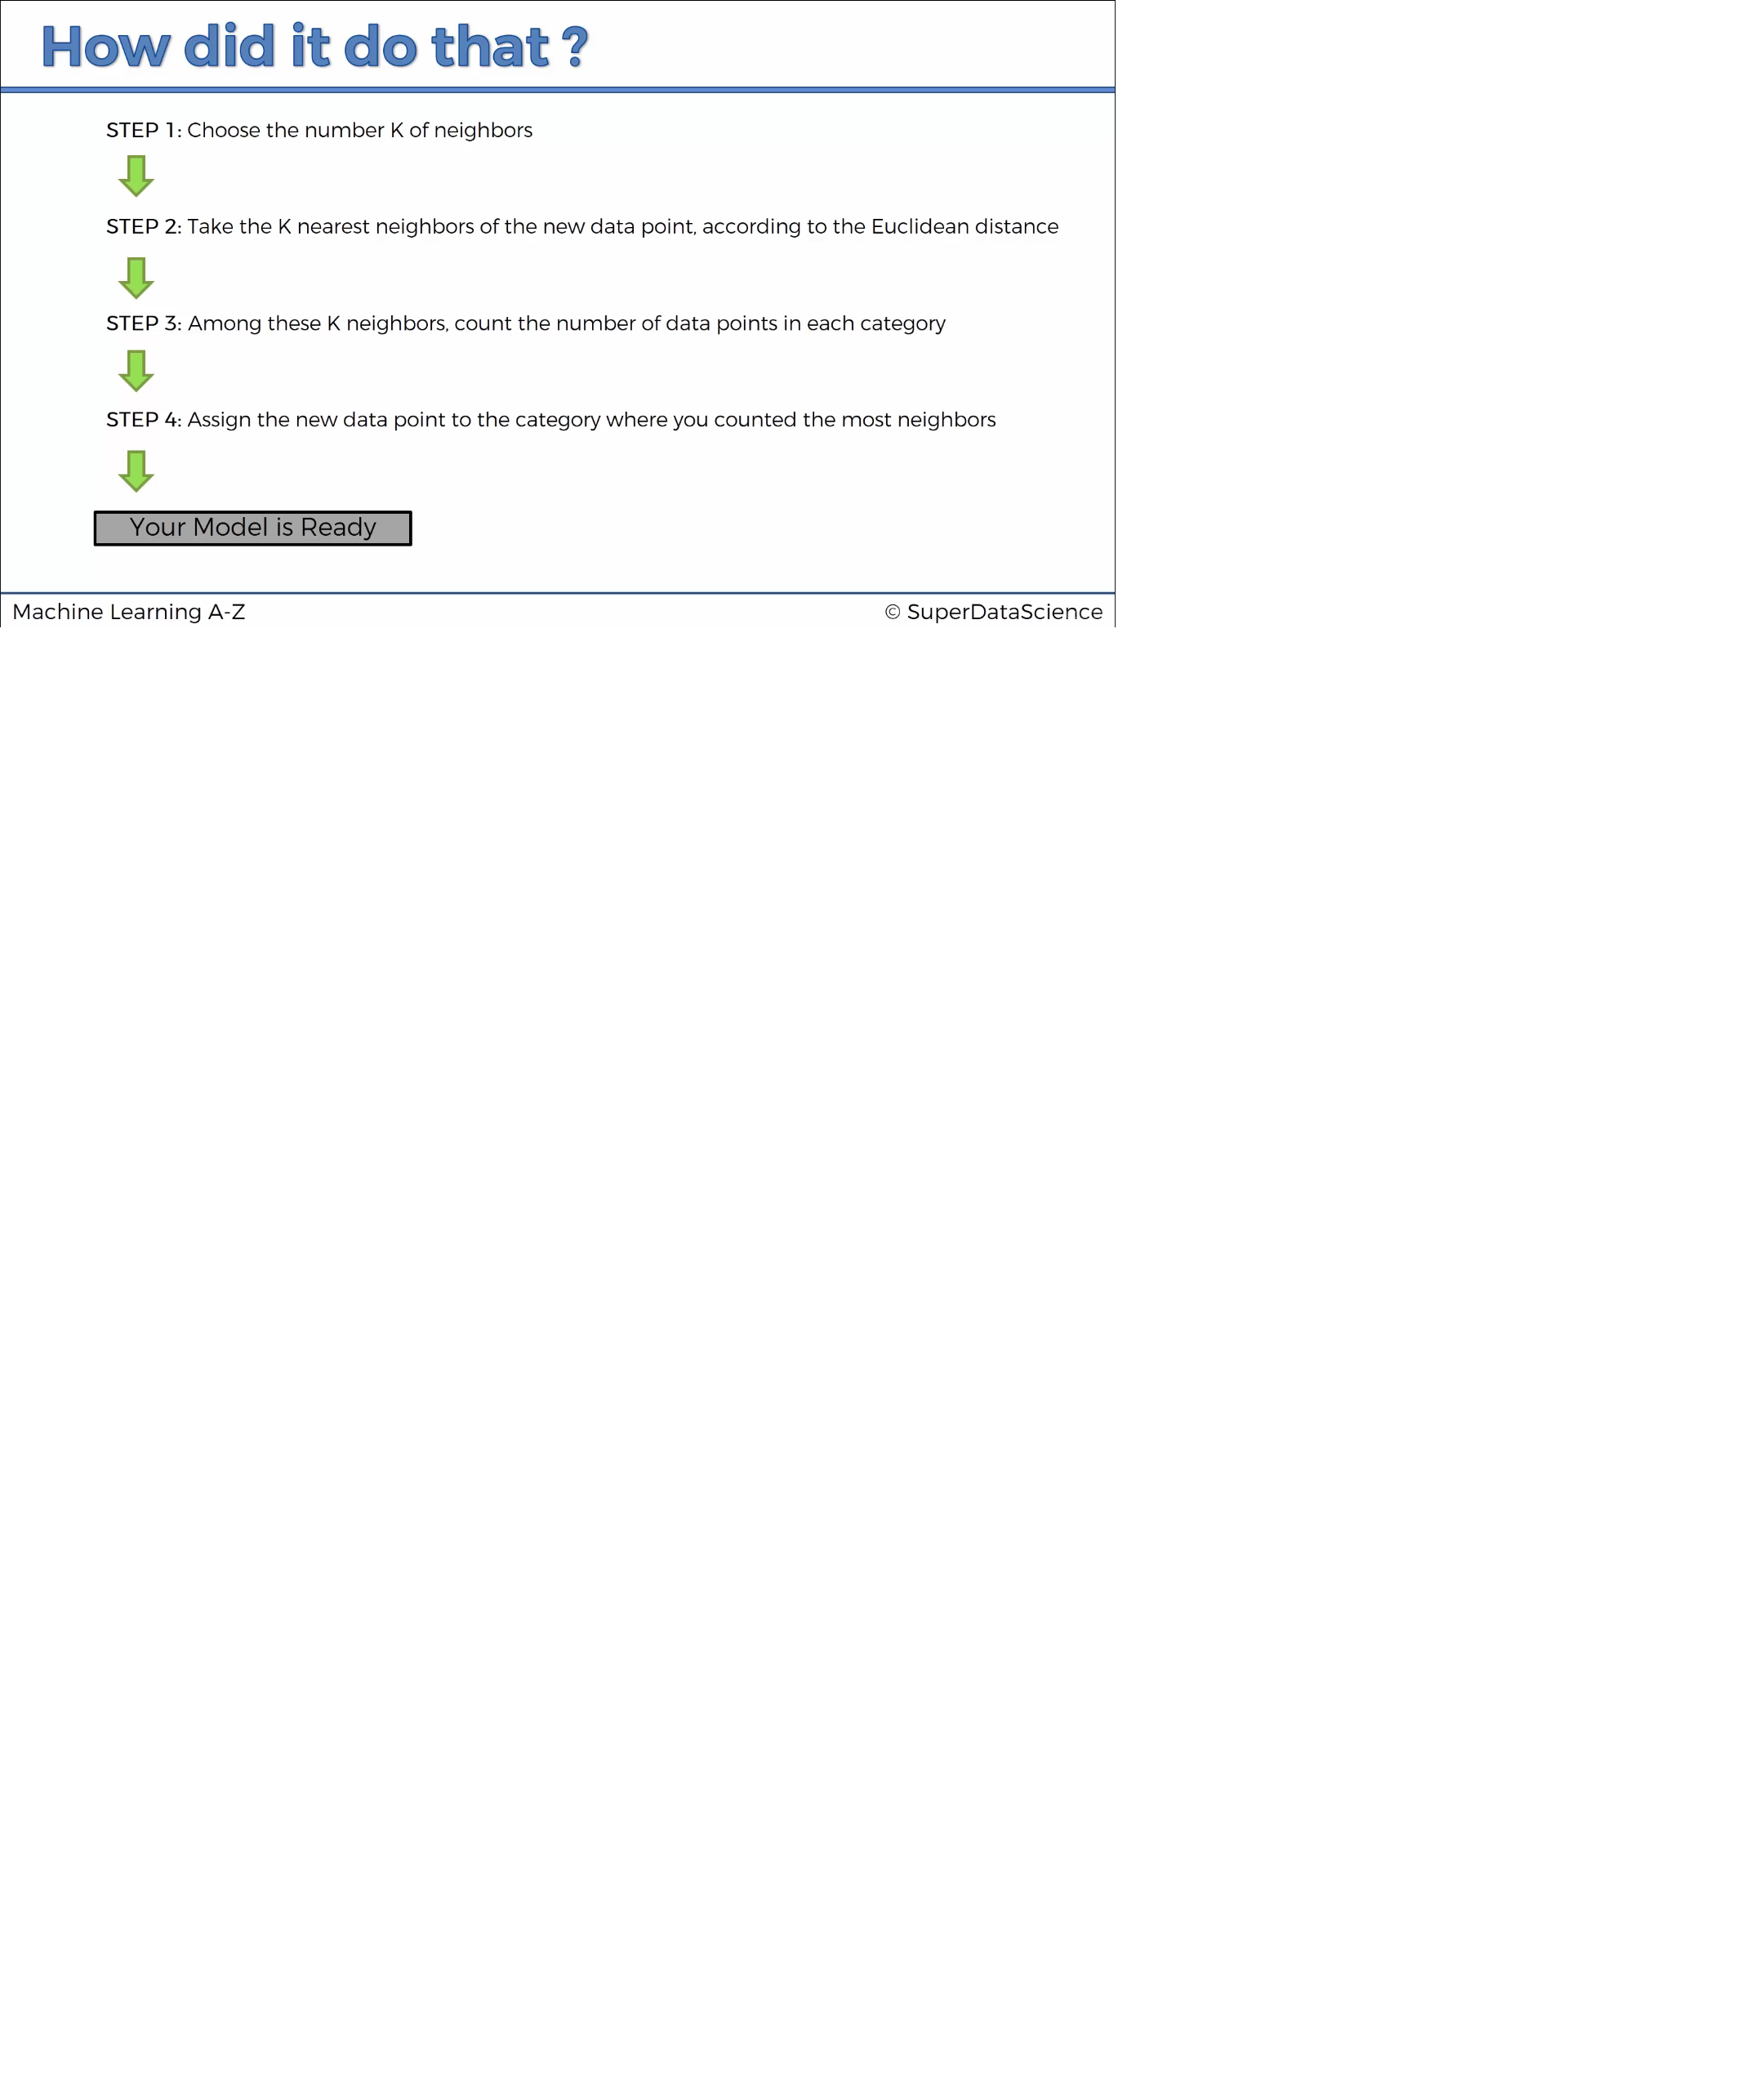 How did it do that ?
STEP 1: Choose the number K of neighbors
STEP 2: Take the K nearest neighbors of the new data point, according to the Euclidean distance
STEP 3: Among these K neighbors, count the number of data points in each category
STEP 4: Assign the new data point to the category where you counted the most neighbors
Your Model is Ready
Machine Learning A-Z
© SuperDataScience